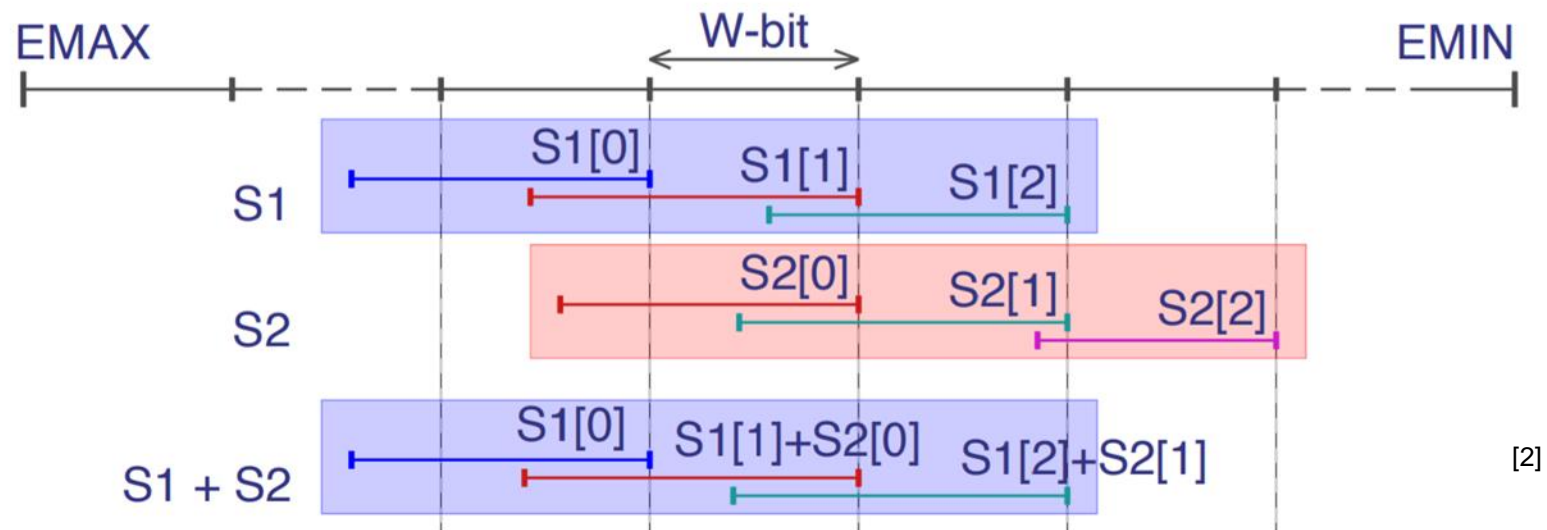 EMAX W-bit EMIN
S1[0] S1[1] S1[2]
S1
S2[0] S2[1] S2[2]
S2
S1[0] S1[1]+S2[0] S1[2]+S2[1]
S1 + S2
[2]